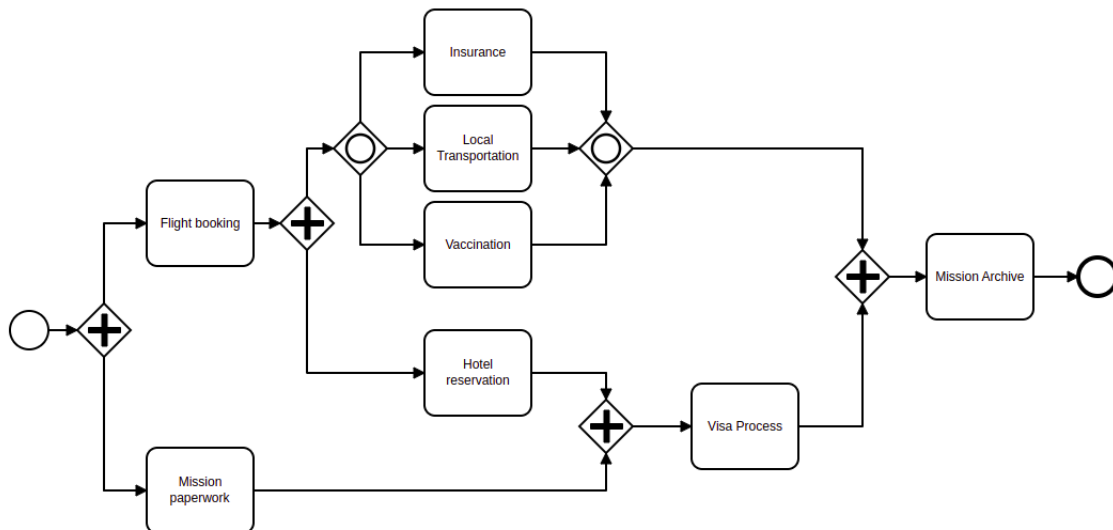 Insurance
Local
Transportation
Flight booking
Vaccination
Mission Archive
Hotel
reservation
Visa Process
Mission
paperwork